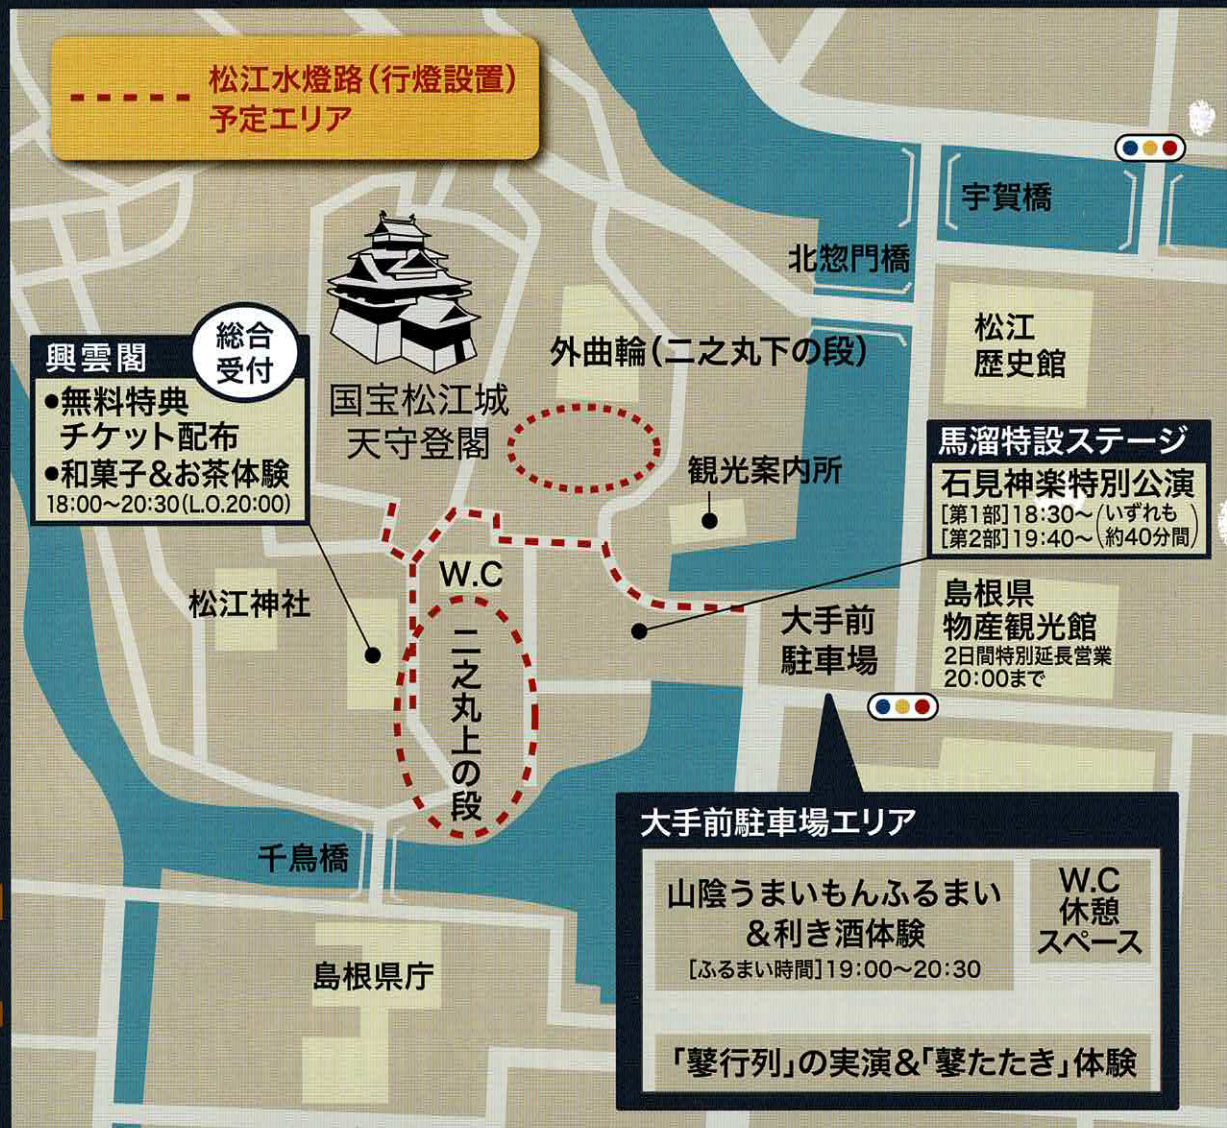 松江水燈路(行燈設置)
予定エリア
宇賀橋
北惣門橋
松江
歴史館
外曲輪(二之丸下の段)
国宝松江城
天守登閣
総合
受付
興雲閣
●無料特典
チケット配布
●和菓子&お茶体験
18:00~20:30(L.O.20:00)
観光案内所
馬溜特設ステージ
石見神楽特別公演
[第1部]18:30~(いずれも
[第2部]19:40~ 約40分間)
W.C
松江神社
二之丸上の段
大手前
駐車場
島根県
物産観光館
2日間特別延長営業
20:00まで
千鳥橋
島根県庁
大手前駐車場エリア
山陰うまいもんふるまい
&利き酒体験
[ふるまい時間]19:00~20:30
W.C
休憩
スペース
「鼕行列」の実演&「鼕たたき」体験